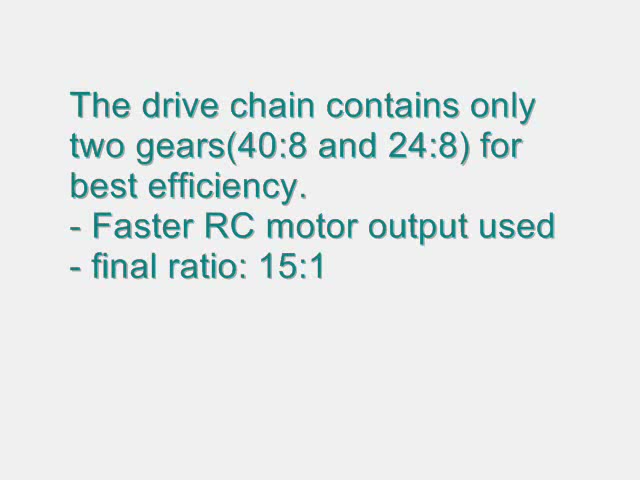 The drive chain contains only
two gears(40:8 and 24:8) for
best efficiency.
- Faster RC motor output used
- final ratio: 15:1